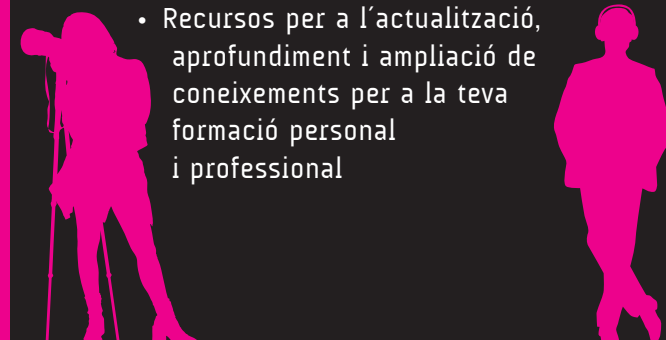 • Recursos per a l´actualització,
aprofundiment i ampliació de
coneixements per a la teva
formació personal
i professional